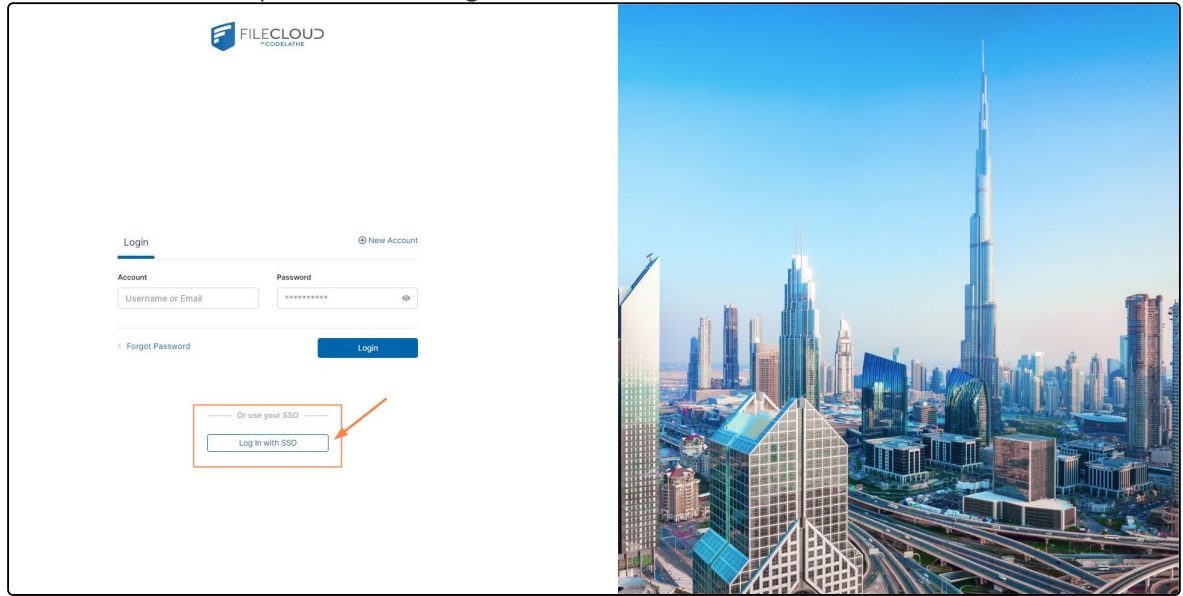 FILECLOUD
BY CODELATHE
Login
New Account
Account
Password
Username or Email
**********
Forgot Password
Login
Or use your SSO
Log in with SSO